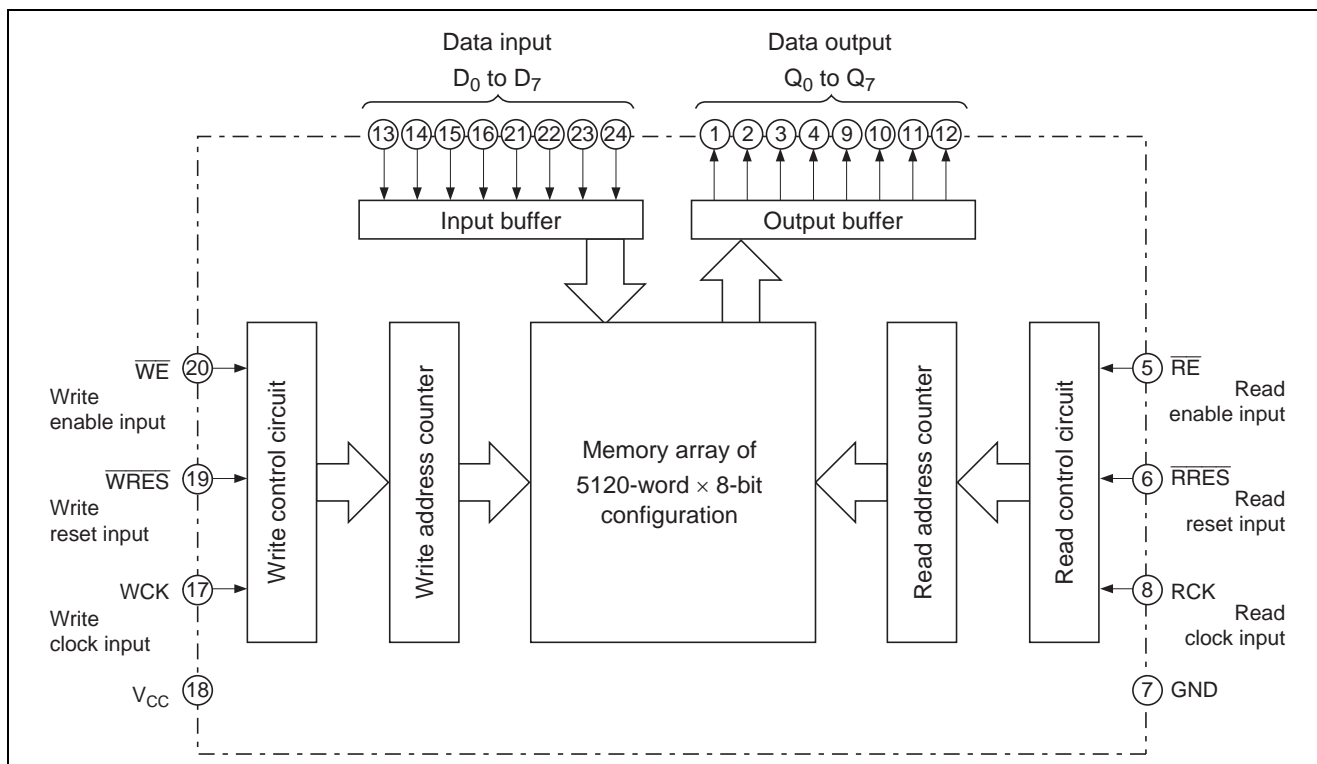 Data input
D0 to D7
Data output
Q0 to Q7
13 14 15 16 21 22 23 24
1 2 3 4 9 10 11 12
Input buffer
Output buffer
WE 20
Write
enable input
WRES 19
Write
reset input
WCK 17
Write
clock input
VCC 18
Write control circuit
Write address counter
Memory array of
5120-word × 8-bit
configuration
Read address counter
Read control circuit
5 RE
Read
enable input
6 RRES
Read
reset input
8 RCK
Read
clock input
7 GND